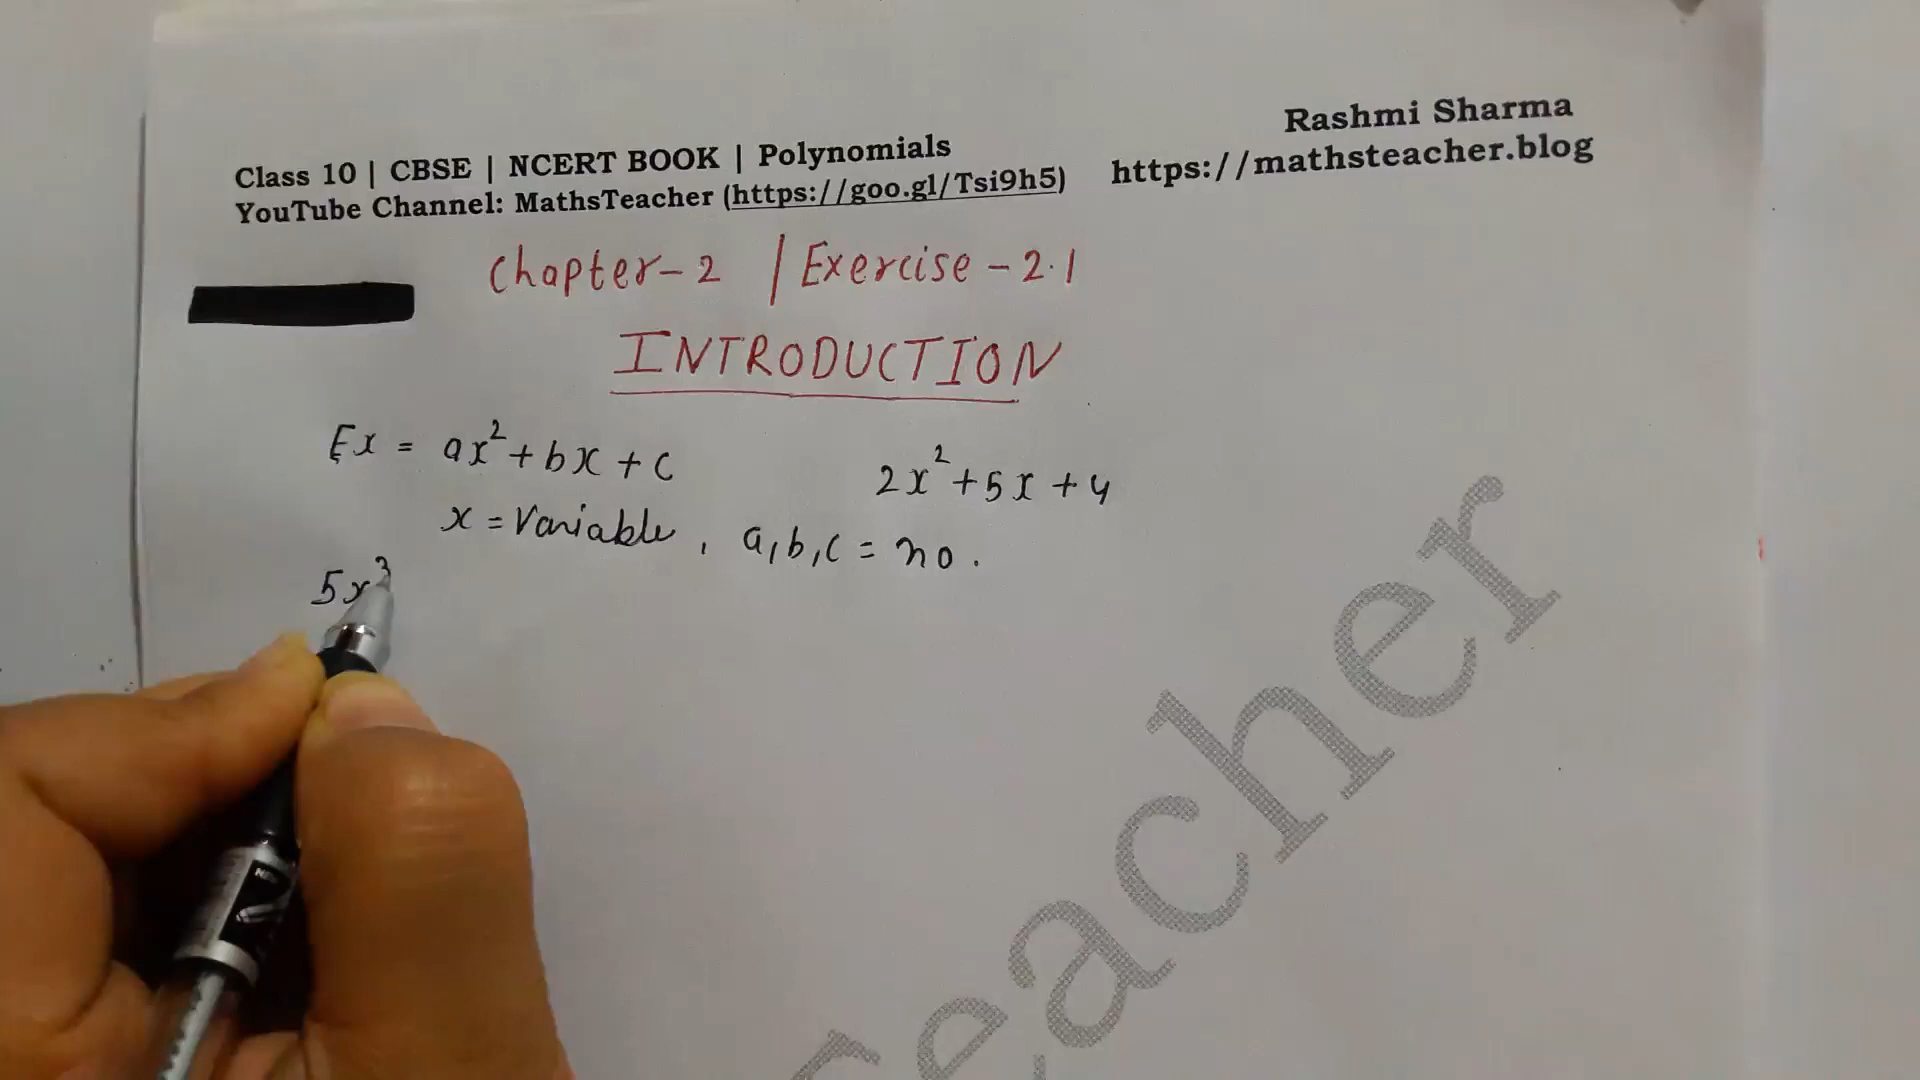 Rashmi Sharma
Class 10 | CBSE | NCERT BOOK | Polynomials
https://mathsteacher.blog
YouTube Channel: MathsTeacher (https://goo.gl/Tsi9h5)
Chapter-2 | Exercise - 2.1
INTRODUCTION
Ex = ax² + bx + c
2x² + 5x + 4
x = Variable, a, b, c = no.
5x³
eacher